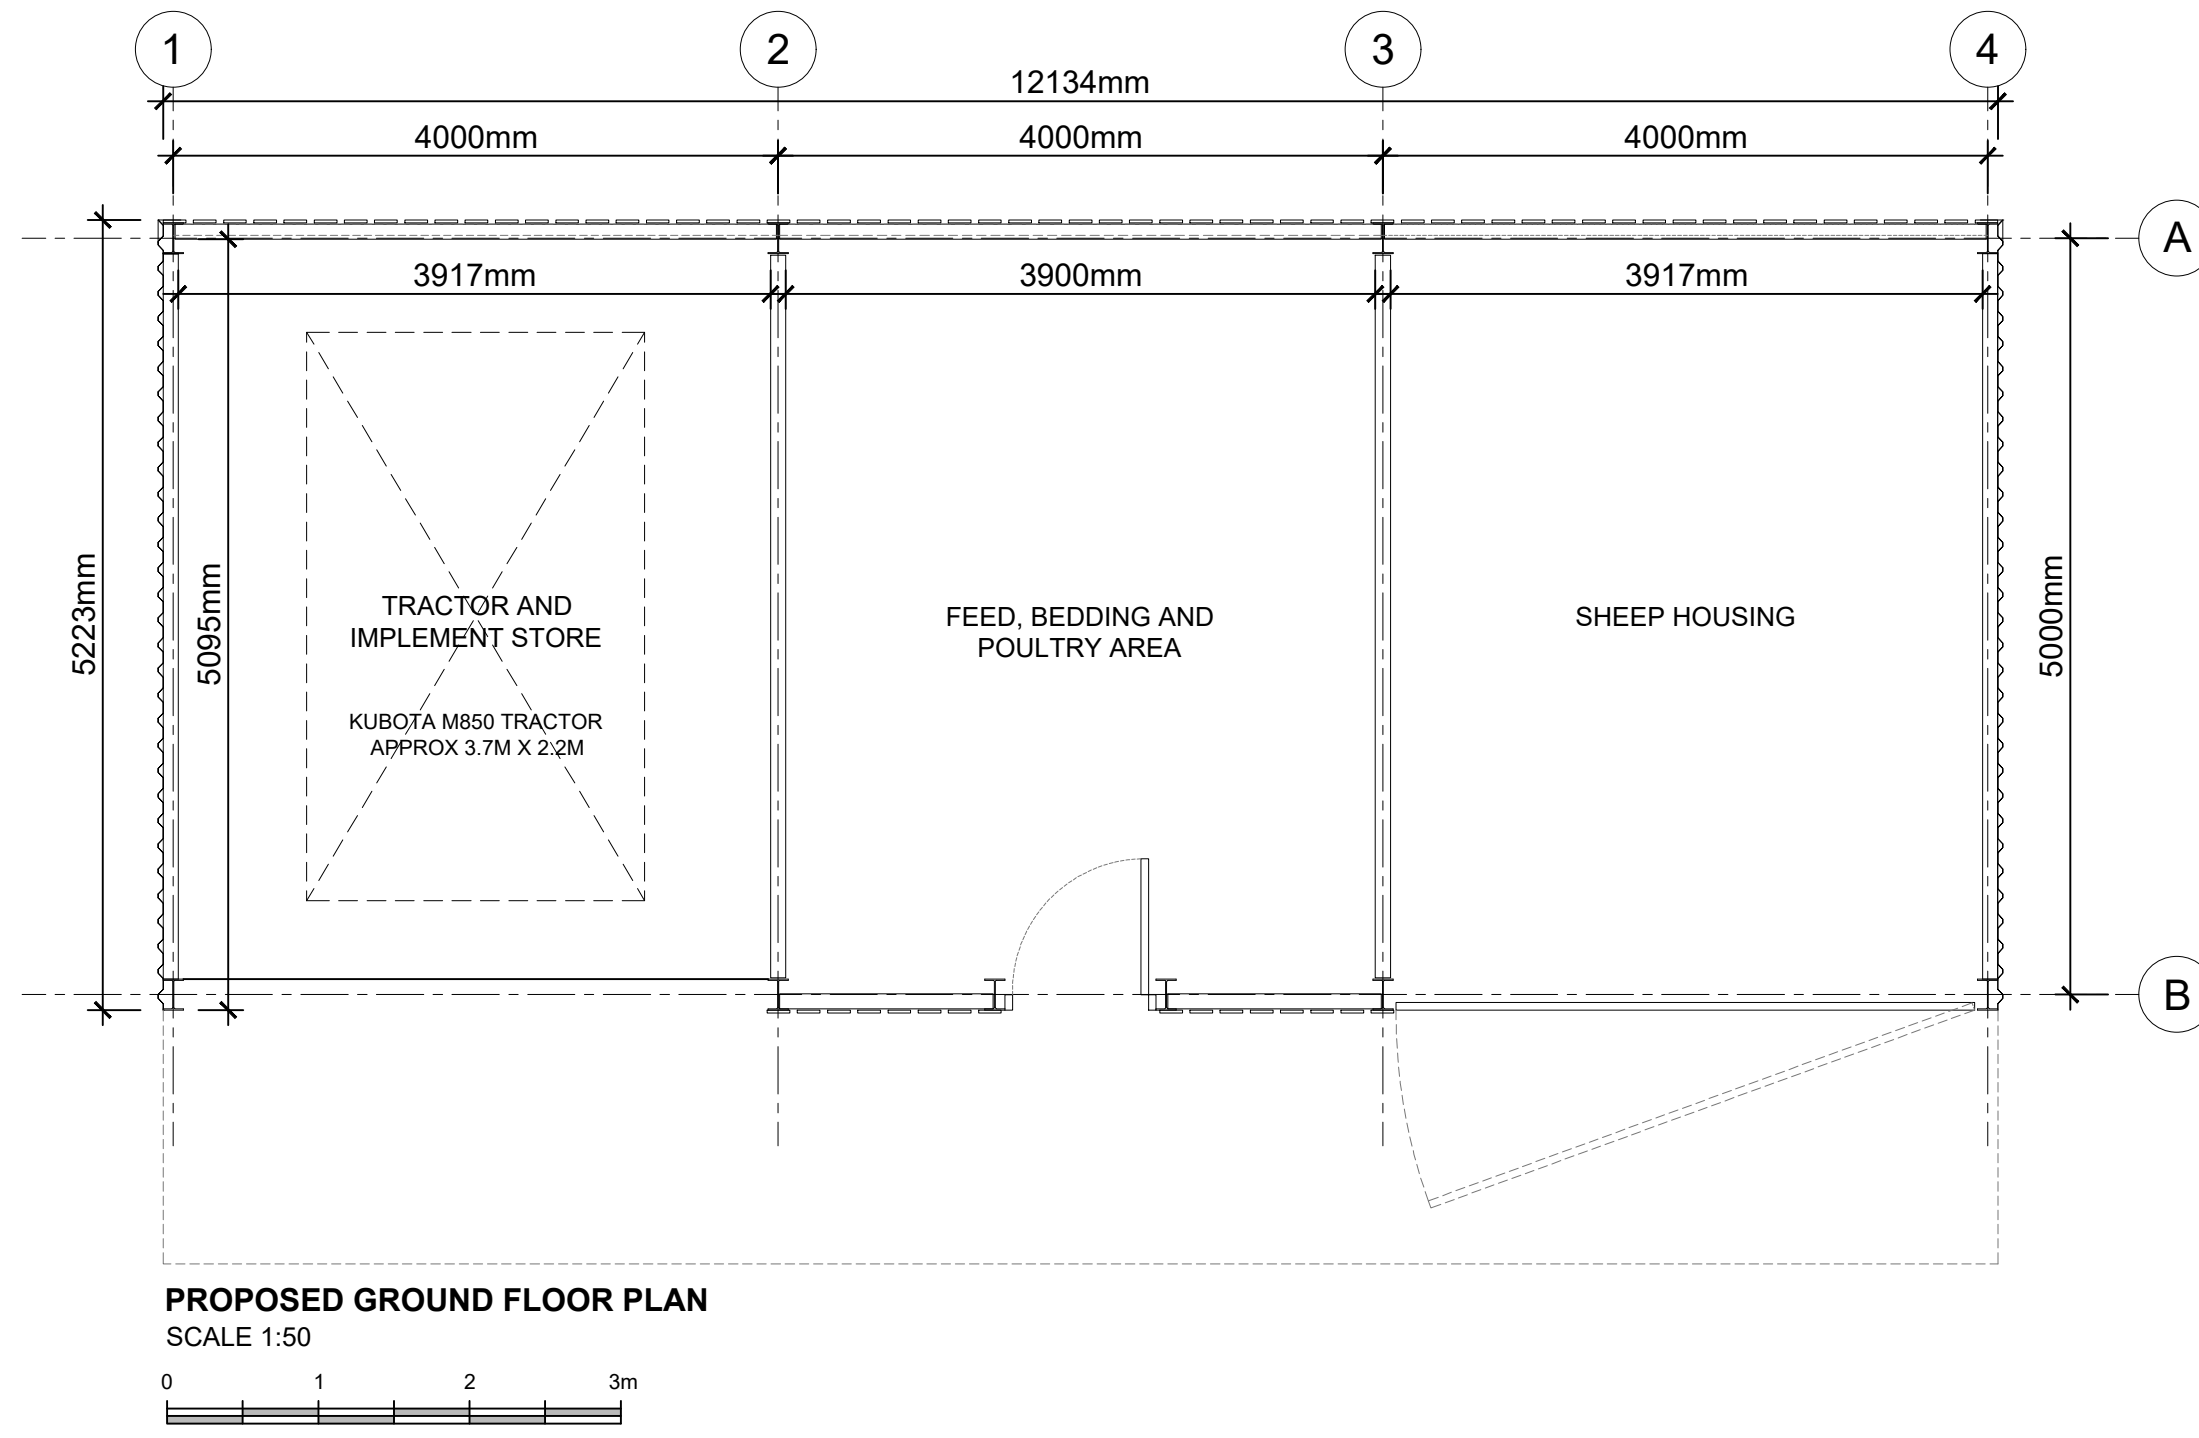 1
2
3
4
12134mm
4000mm
4000mm
4000mm
A
3917mm
3900mm
3917mm
5223mm
5095mm
5000mm
TRACTOR AND
IMPLEMENT STORE
KUBOTA M850 TRACTOR
APPROX 3.7M X 2.2M
FEED, BEDDING AND
POULTRY AREA
SHEEP HOUSING
B
PROPOSED GROUND FLOOR PLAN
SCALE 1:50
0 1 2 3m